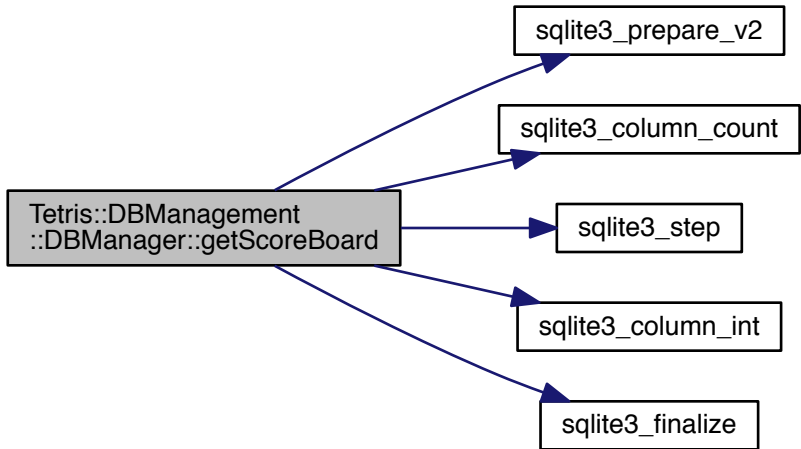 Tetris::DBManagement
::DBManager::getScoreBoard
sqlite3_prepare_v2
sqlite3_column_count
sqlite3_step
sqlite3_column_int
sqlite3_finalize